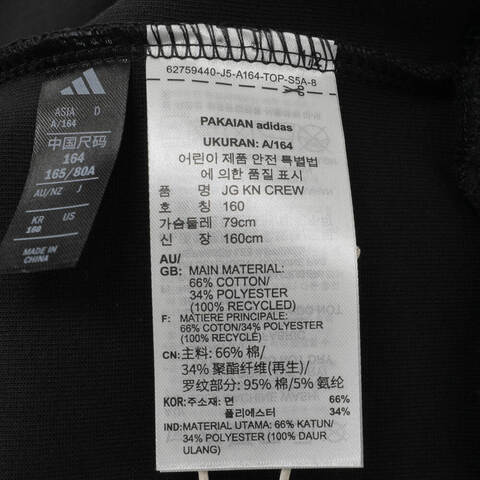 ASIA D
A/164
中国尺码
164
165/80A
AU/NZ J
KR US
160
MADE IN
CHINA
62759440-J5-A164-TOP-S5A-8
PAKAIAN adidas
UKURAN: A/164
어린이 제품 안전 특별법
에 의한 품질 표시
품 명 JG KN CREW
호 칭 160
가슴둘레 79cm
신 장 160cm
AU/
GB: MAIN MATERIAL:
66% COTTON/
34% POLYESTER
(100% RECYCLED)
F: MATIERE PRINCIPALE:
66% COTON/34% POLYESTER
(100% RECYCLÉ)
CN: 主料: 66% 棉/
34% 聚酯纤维(再生)/
罗纹部分: 95% 棉/5% 氨纶
KOR: 주소재: 면 66%
폴리에스터 34%
IND: MATERIAL UTAMA: 66% KATUN/
34% POLYESTER (100% DAUR
ULANG)